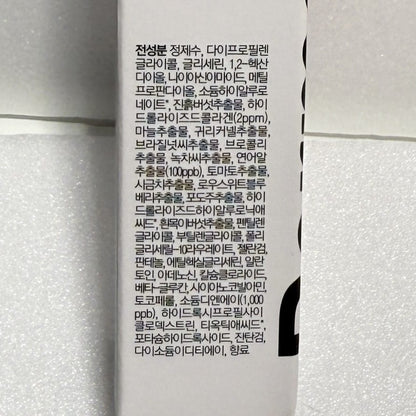 전성분 정제수, 다이프로필렌
글라이콜, 글리세린, 1,2-헥산
다이올, 나이아신아마이드, 메틸
프로판다이올, 소듐하이알루로
네이트*, 진흙버섯추출물, 하이
드롤라이즈드콜라겐(2ppm),
마늘추출물, 귀리커넬추출물,
브라질넛씨추출물, 브로콜리
추출물, 녹차씨추출물, 연어알
추출물(100ppb), 토마토추출물,
시금치추출물, 로우스위트블루
베리추출물, 포도주추출물, 하이
드롤라이즈드하이알루로닉애
씨드*, 흰목이버섯추출물, 펜틸렌
글라이콜, 부틸렌글라이콜, 폴리
글리세릴-10라우레이트, 젤란검,
판테놀, 에틸헥실글리세린, 알란
토인, 아데노신, 칼슘클로라이드,
베타-글루칸, 사이아노코발아민,
토코페롤, 소듐디엔에이(1,000
ppb), 하이드록시프로필사이
클로덱스트린, 티옥틱애씨드*,
포타슘하이드록사이드, 잔탄검,
다이소듐이디티에이, 향료